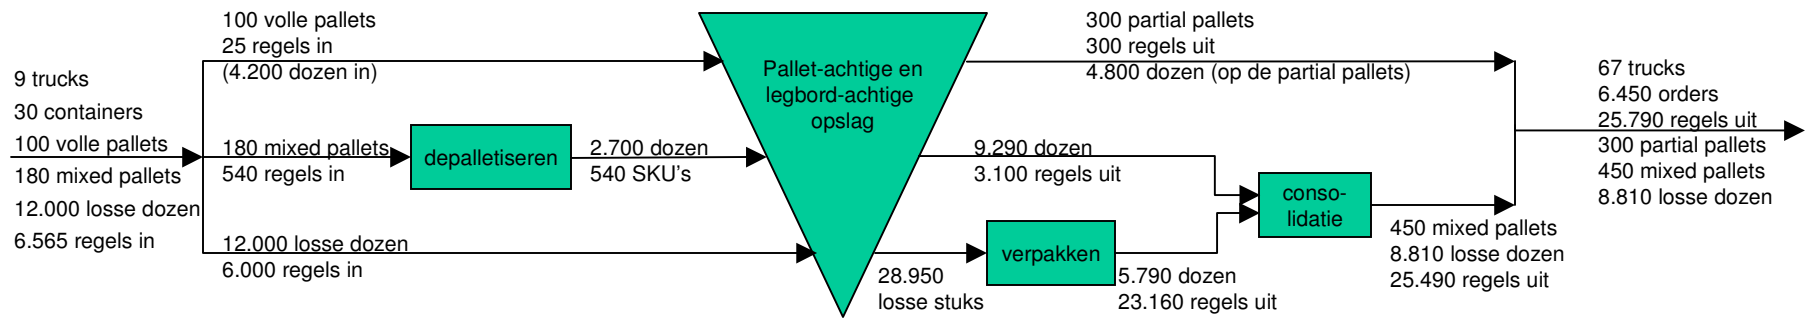 9 trucks
30 containers
100 volle pallets
180 mixed pallets
12.000 losse dozen
6.565 regels in
100 volle pallets
25 regels in
(4.200 dozen in)
180 mixed pallets
540 regels in
depalletiseren
2.700 dozen
540 SKU's
12.000 losse dozen
6.000 regels in
Pallet-achtige en
legbord-achtige
opslag
300 partial pallets
300 regels uit
4.800 dozen (op de partial pallets)
9.290 dozen
3.100 regels uit
28.950
losse stuks
verpakken
5.790 dozen
23.160 regels uit
conso-
lidatie
450 mixed pallets
8.810 losse dozen
25.490 regels uit
67 trucks
6.450 orders
25.790 regels uit
300 partial pallets
450 mixed pallets
8.810 losse dozen